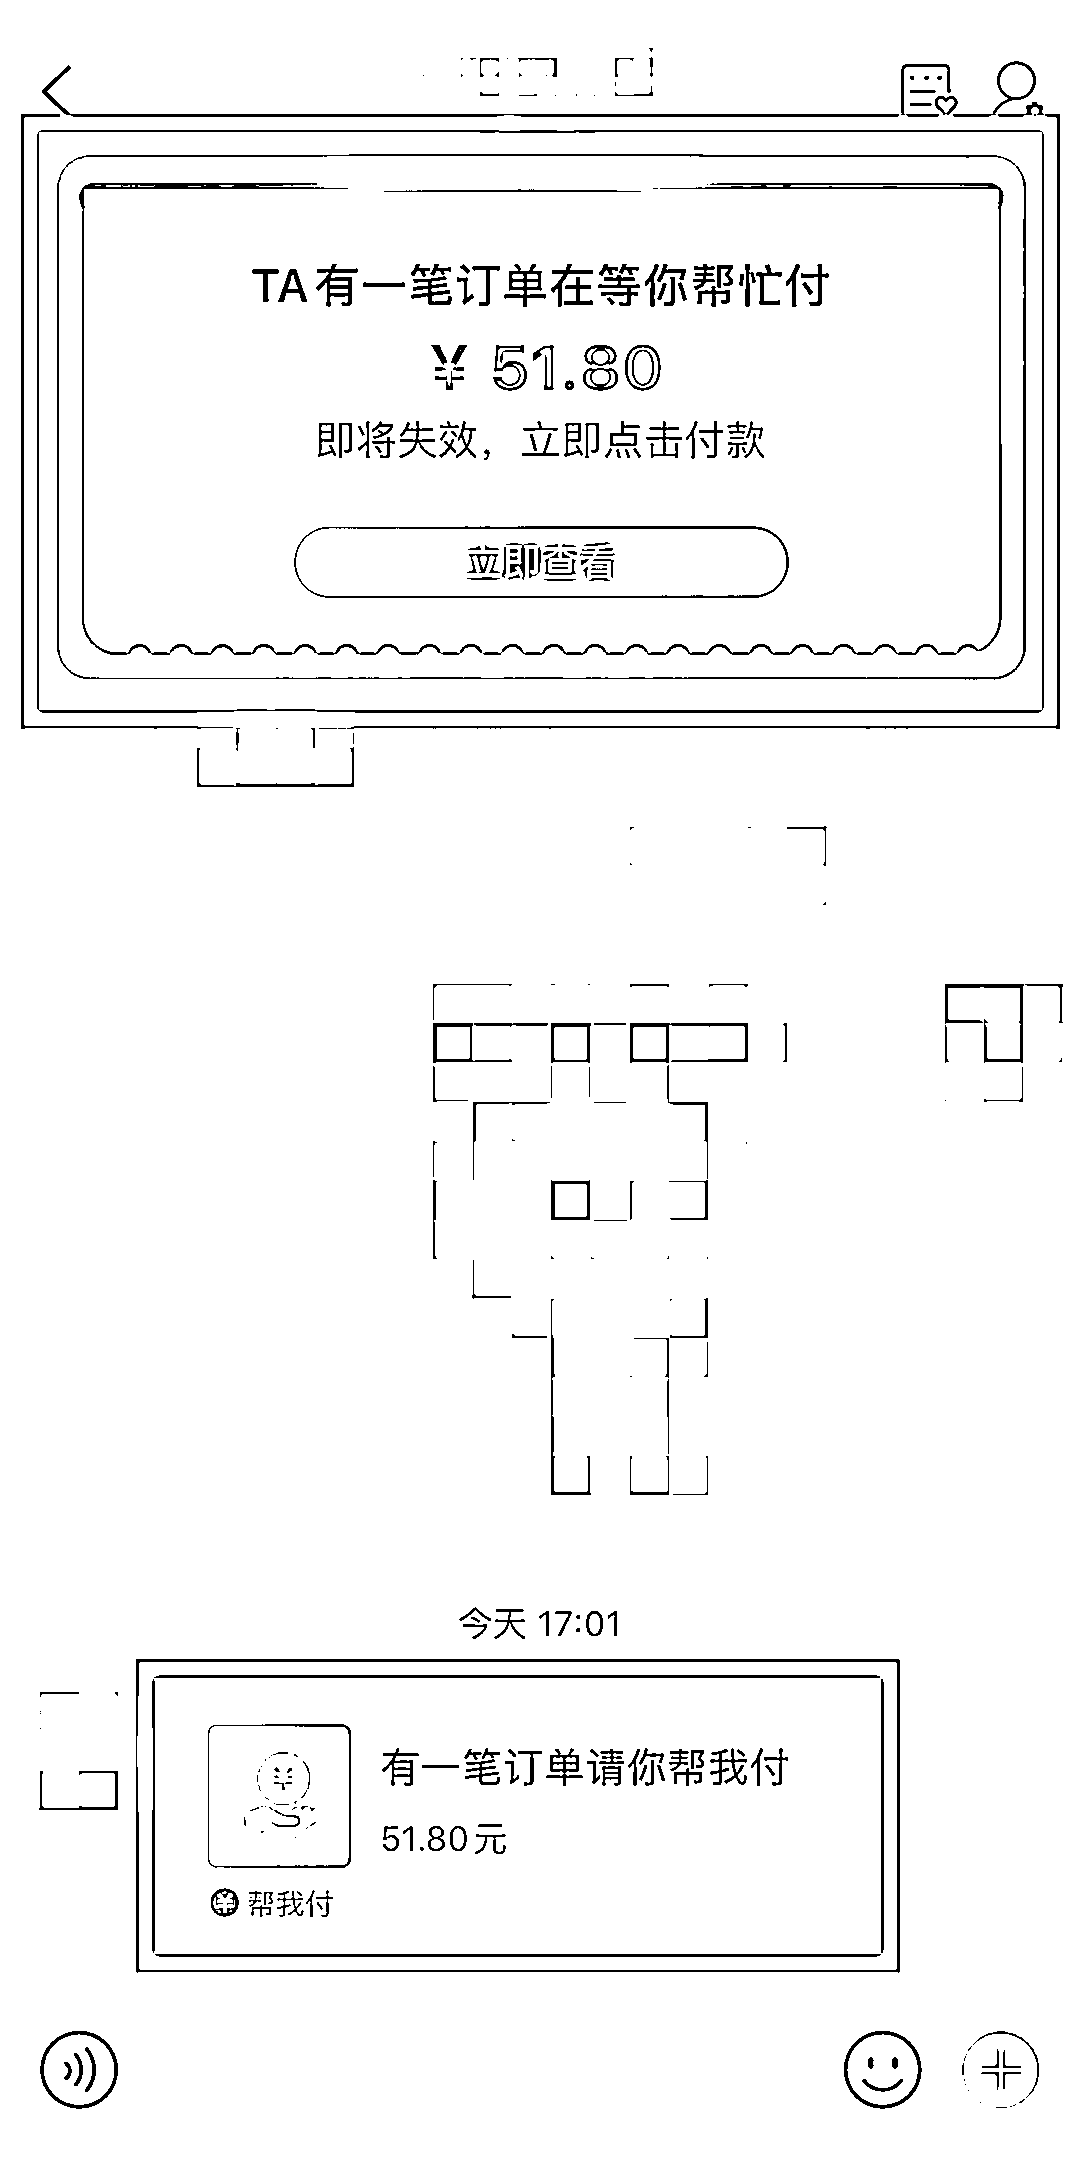 TA有一笔订单在等你帮忙付
¥ 51.80
即将失效，立即点击付款
立即查看
今天 17:01
有一笔订单请你帮我付
51.80元
帮我付